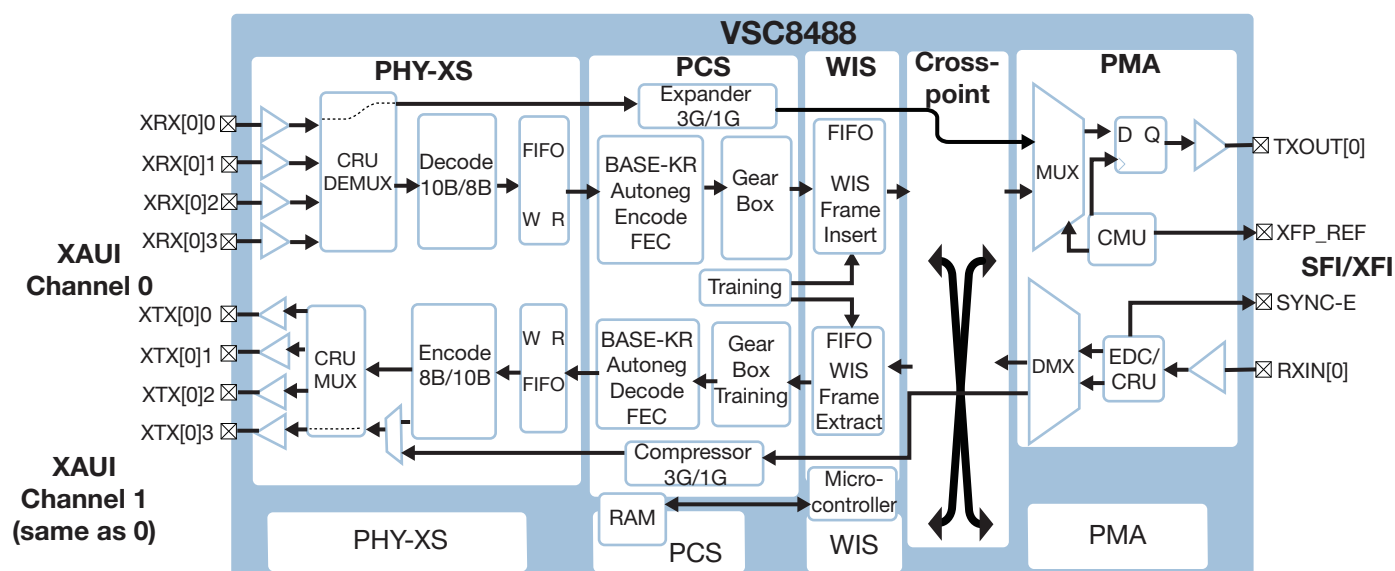 VSC8488
PHY-XS
PCS
WIS
Cross-
point
PMA
XRX[0]0
XRX[0]1
XRX[0]2
XRX[0]3
XAUI
Channel 0
CRU
DEMUX
Decode
10B/8B
FIFO
W R
Expander
3G/1G
BASE-KR
Autoneg
Encode
FEC
Gear
Box
FIFO
WIS
Frame
Insert
Training
MUX
D Q
CMU
TXOUT[0]
XFP_REF
SFI/XFI
SYNC-E
RXIN[0]
XTX[0]0
XTX[0]1
XTX[0]2
XTX[0]3
CRU
MUX
Encode
8B/10B
W R
FIFO
BASE-KR
Autoneg
Decode
FEC
Gear
Box
Training
FIFO
WIS
Frame
Extract
DMX
EDC/
CRU
Compressor
3G/1G
Micro-
controller
RAM
XAUI
Channel 1
(same as 0)
PHY-XS
PCS
WIS
PMA